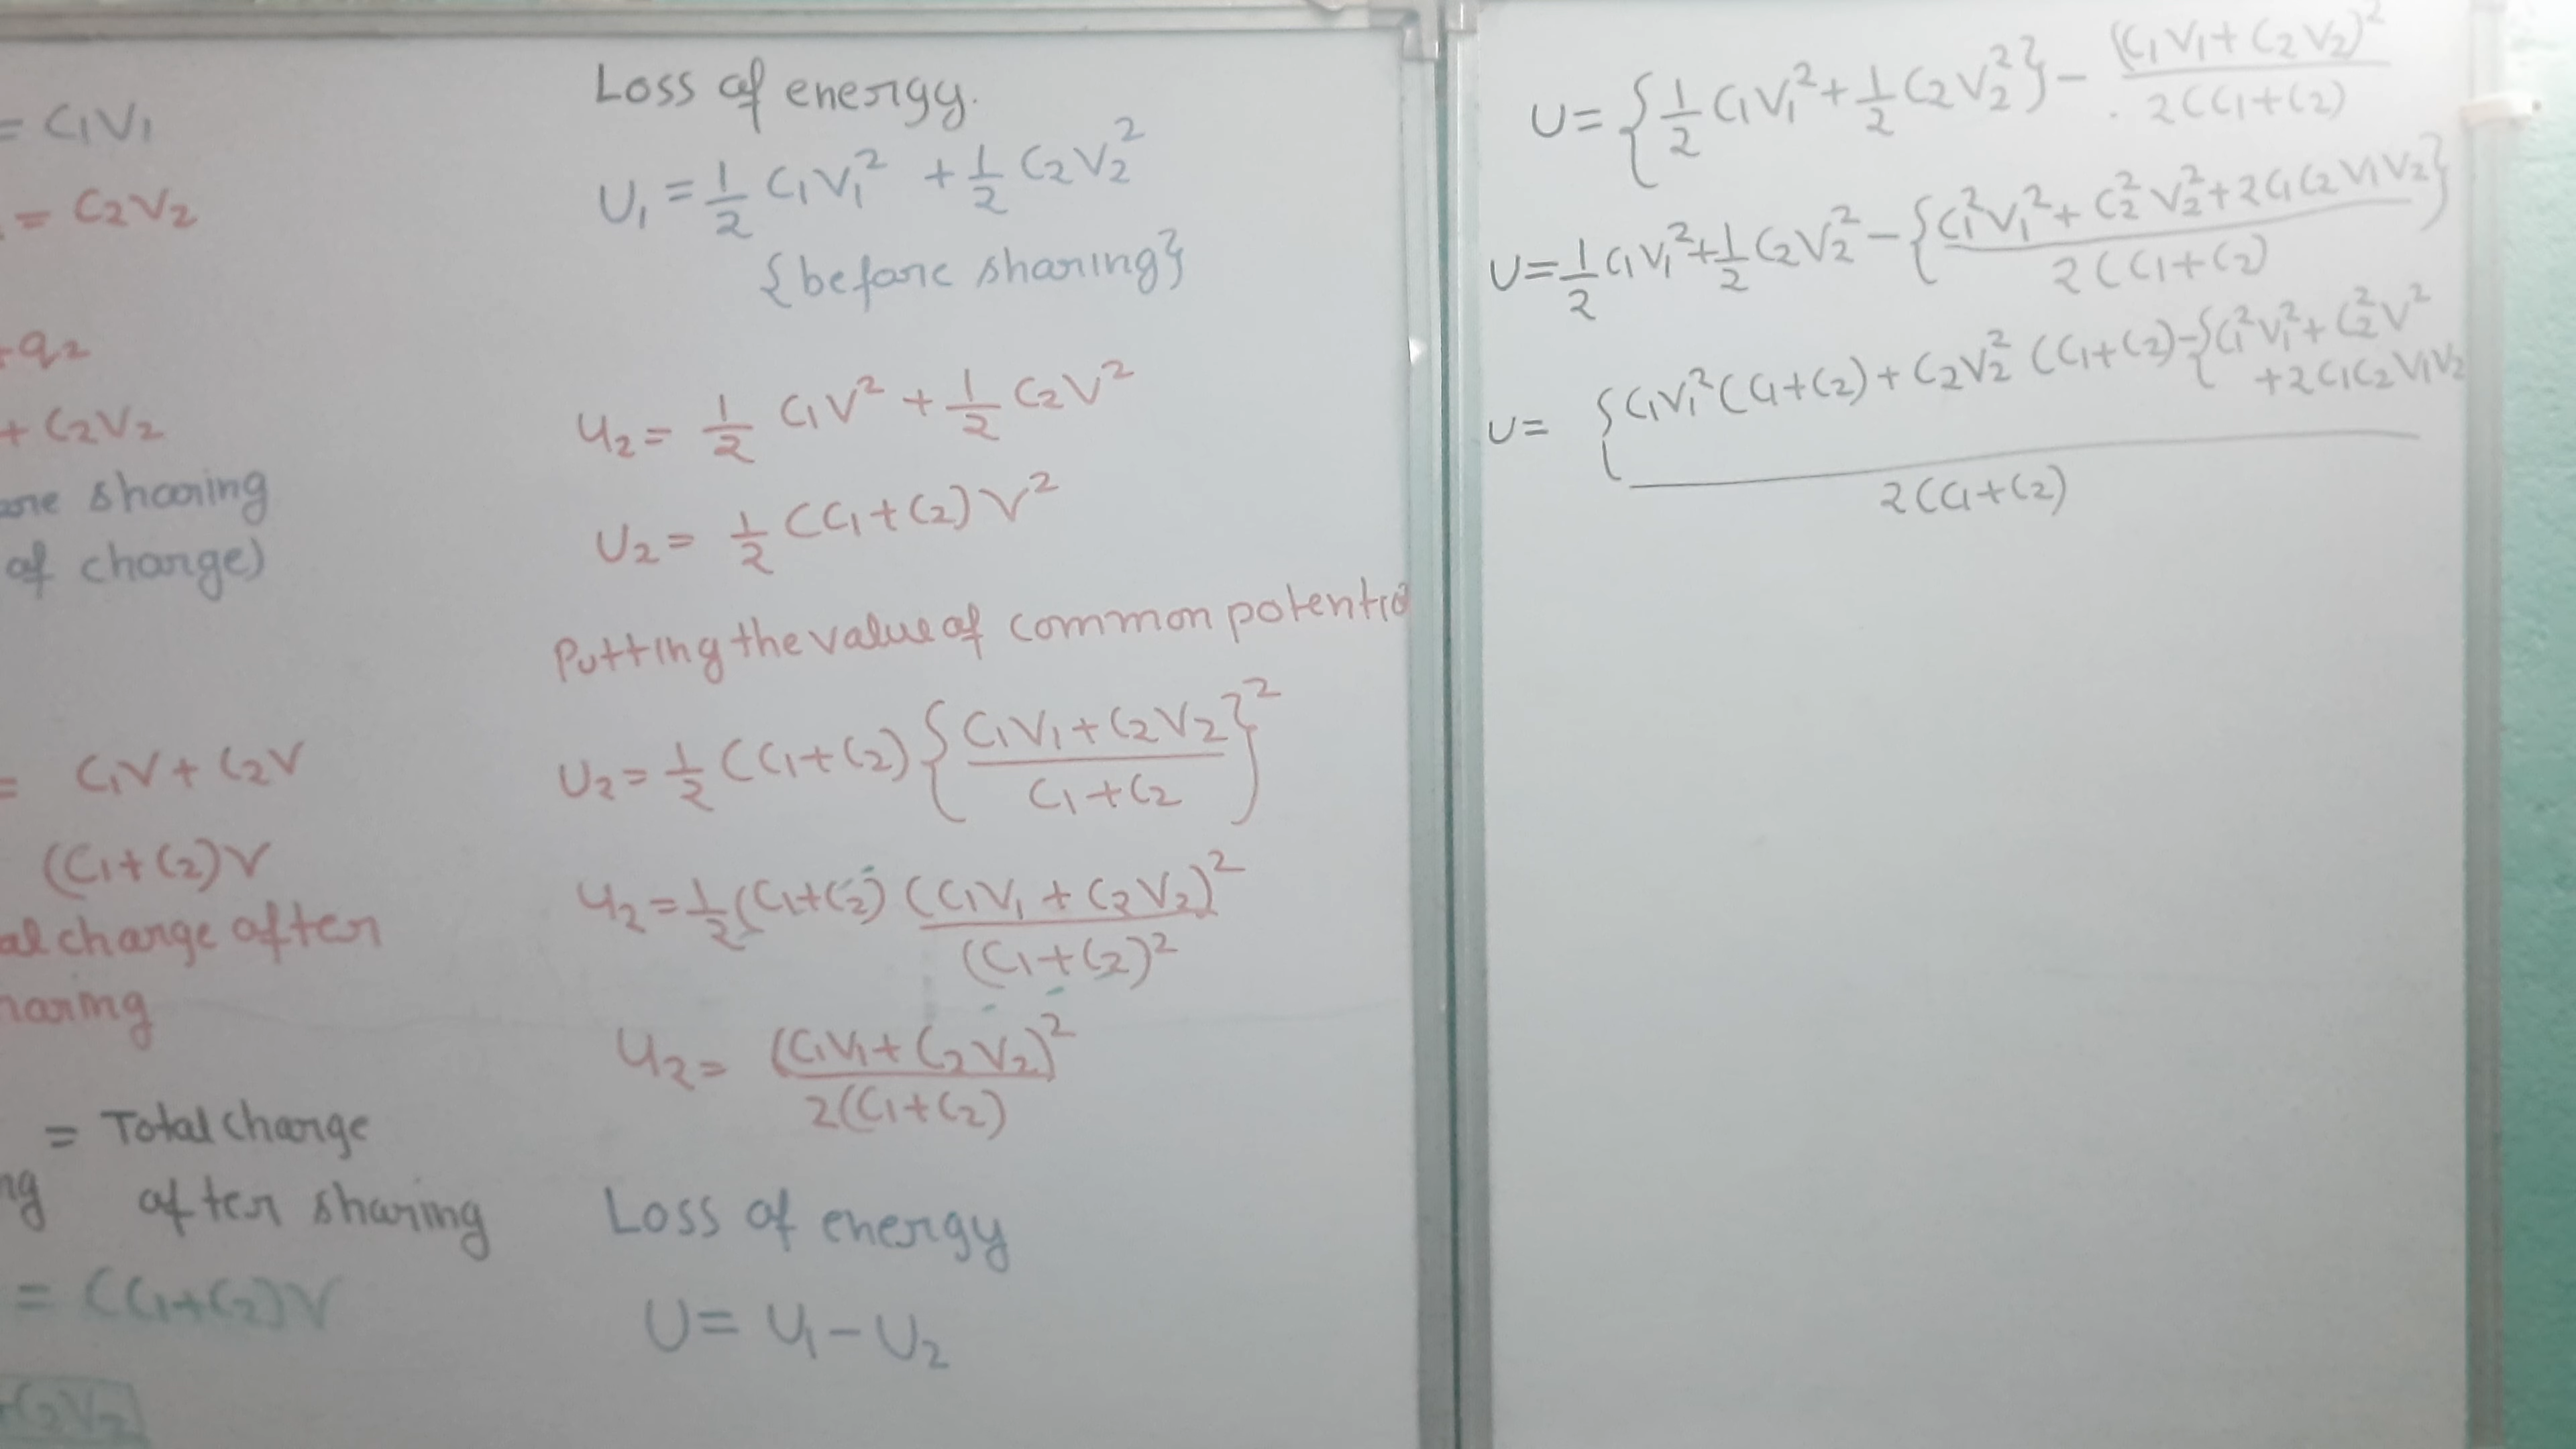 = C₁V₁
= C₂V₂
+q₂
+ C₂V₂
sharing
of charge)
= C₁V + C₂V
(C₁+C₂)V
charge after
= Total charge
after sharing
= (C₁+C₂)V
+C₂V₂
Loss of energy.
U₁ = 1/2 C₁V₁² + 1/2 C₂V₂²
{before sharing}
U₂ = 1/2 C₁V² + 1/2 C₂V²
U₂ = 1/2 (C₁+C₂) V²
Putting the value of common potential
U₂ = 1/2 (C₁+C₂) {C₁V₁ + C₂V₂ / C₁+C₂}²
U₂ = 1/2 (C₁+C₂) (C₁V₁ + C₂V₂)² / (C₁+C₂)²
U₂ = (C₁V₁ + C₂V₂)² / 2(C₁+C₂)
Loss of energy
U = U₁ – U₂
U = {1/2 C₁V₁² + 1/2 C₂V₂²} – (C₁V₁ + C₂V₂)² / 2(C₁+C₂)
U = 1/2 C₁V₁² + 1/2 C₂V₂² – {C₁²V₁² + C₂²V₂² + 2C₁C₂V₁V₂} / 2(C₁+C₂)
U = {C₁V₁²(C₁+C₂) + C₂V₂²(C₁+C₂) – {C₁²V₁² + C₂²V² + 2C₁C₂V₁V₂ / 2(C₁+C₂)